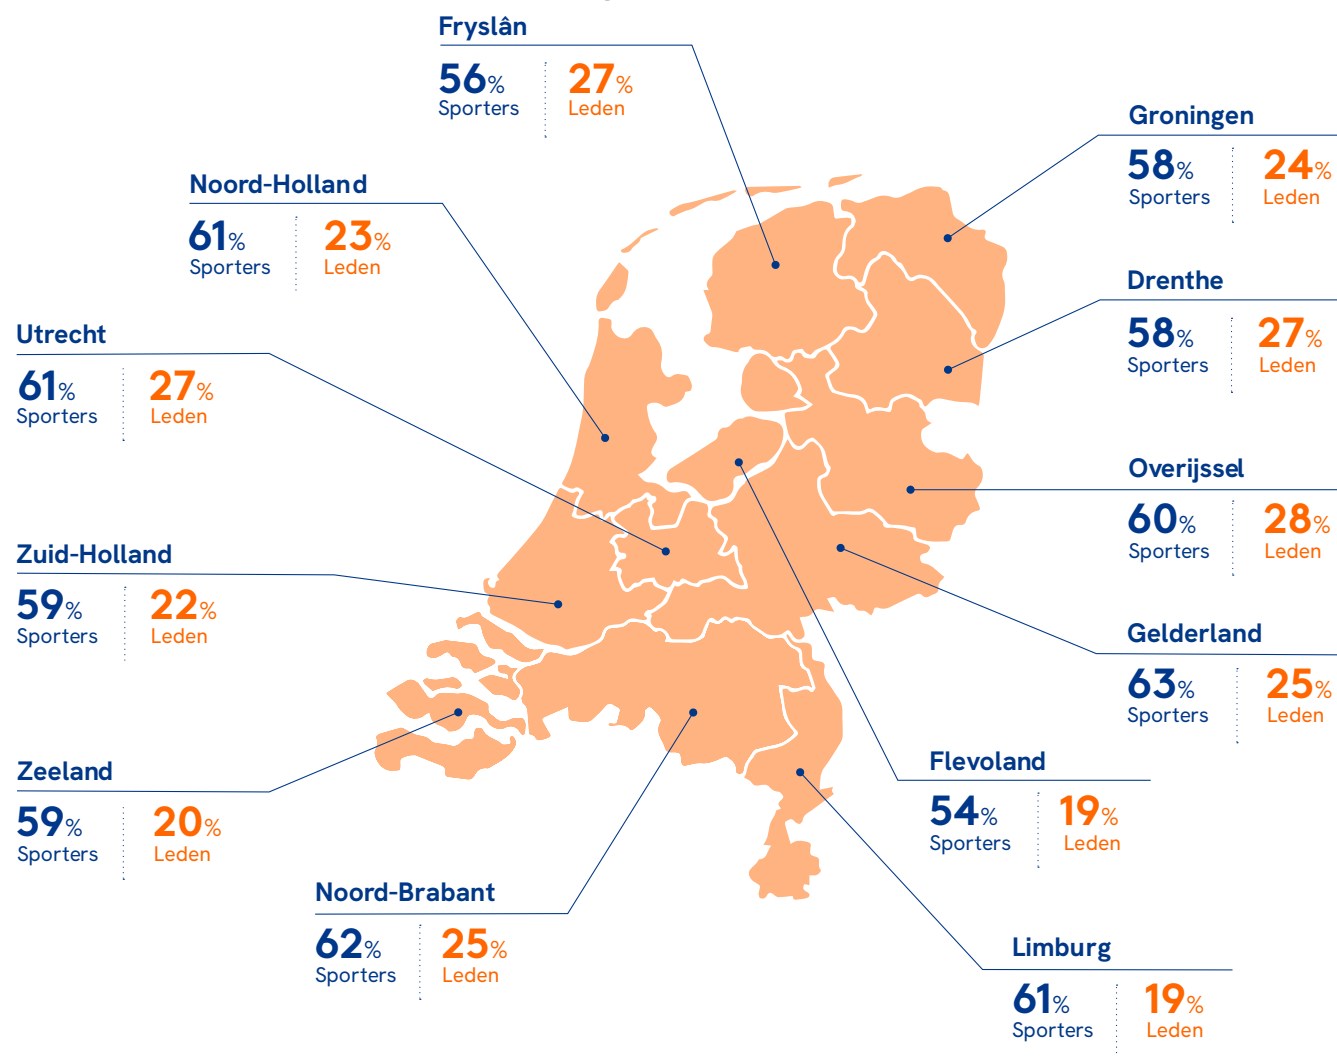 Fryslân
56% 27%
Sporters Leden
Groningen
58% 24%
Sporters Leden
Noord-Holland
61% 23%
Sporters Leden
Drenthe
58% 27%
Sporters Leden
Utrecht
61% 27%
Sporters Leden
Overijssel
60% 28%
Sporters Leden
Zuid-Holland
59% 22%
Sporters Leden
Gelderland
63% 25%
Sporters Leden
Zeeland
59% 20%
Sporters Leden
Flevoland
54% 19%
Sporters Leden
Noord-Brabant
62% 25%
Sporters Leden
Limburg
61% 19%
Sporters Leden